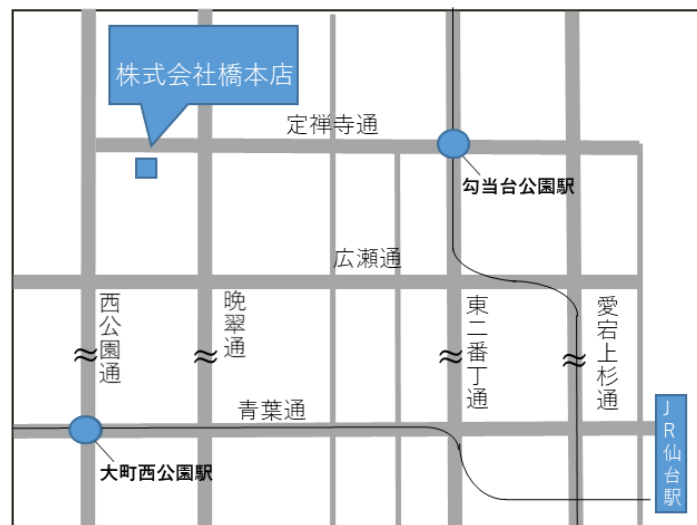 株式会社橋本店
定禅寺通
勾当台公園駅
広瀬通
西公園通
晩翠通
東二番丁通
愛宕上杉通
青葉通
大町西公園駅
JR仙台駅